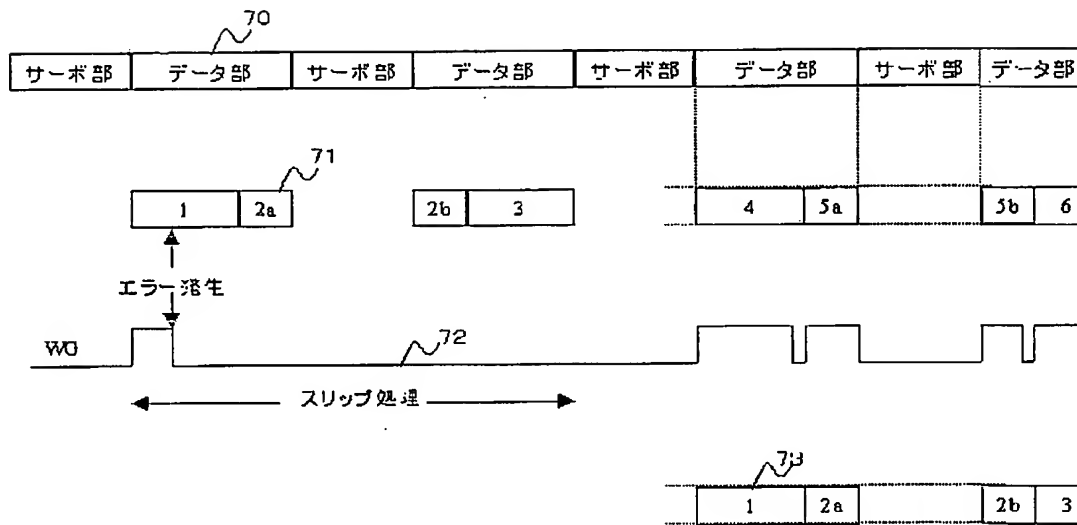 70
サーボ部 データ部 サーボ部 データ部 サーボ部 データ部 サーボ部 データ部
71
1 2a 2b 3 4 5a 5b 6
エラー発生
WG 72
スリップ処理
73
1 2a 2b 3